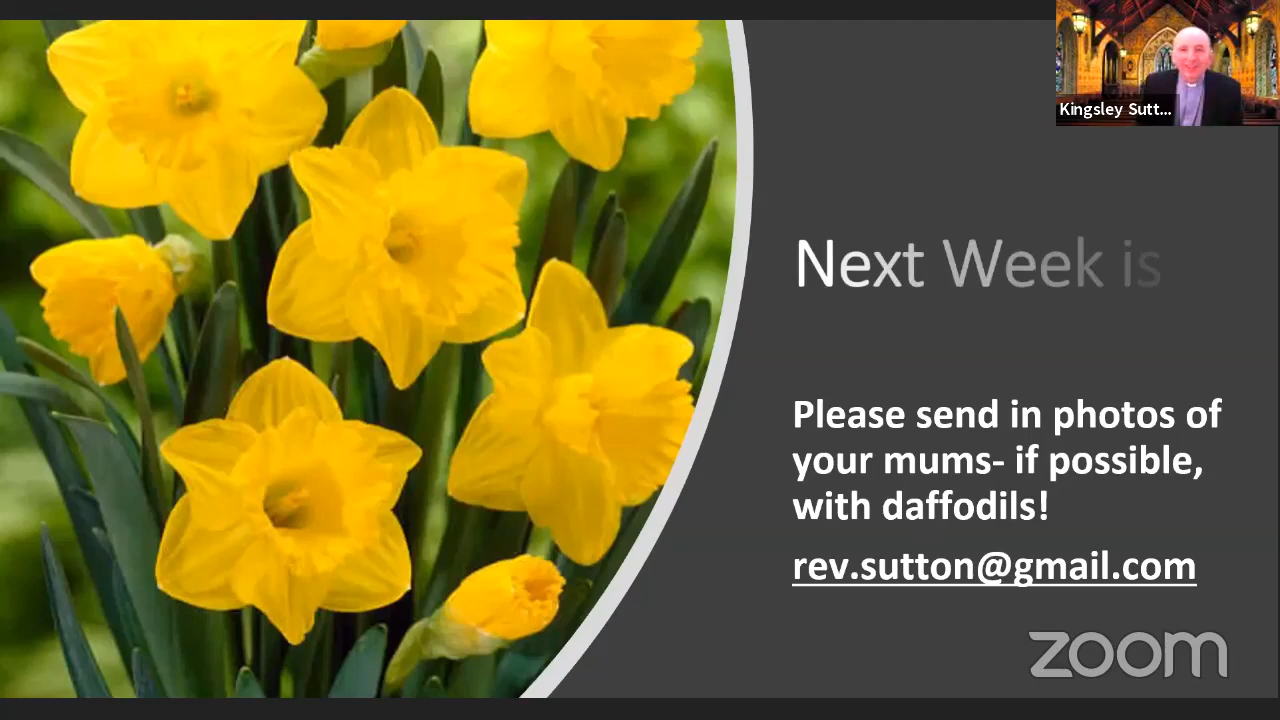 Kingsley Sutt...
Next Week is
Please send in photos of
your mums- if possible,
with daffodils!
rev.sutton@gmail.com
zoom